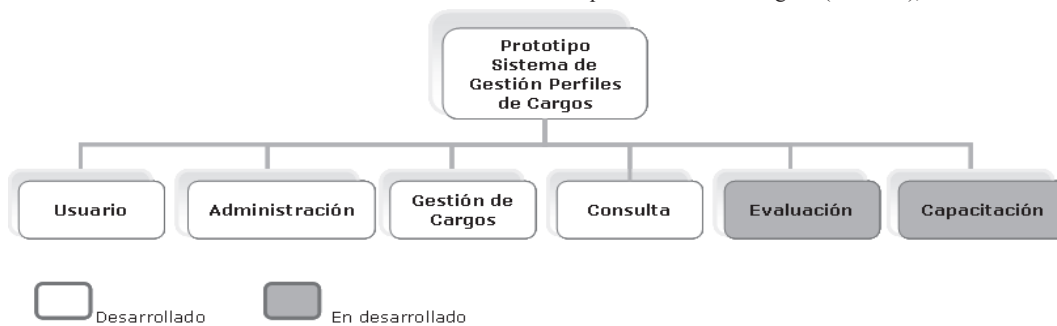 Prototipo
Sistema de
Gestión Perfiles
de Cargos
Usuario
Administración
Gestión de
Cargos
Consulta
Evaluación
Capacitación
Desarrollado
En desarrollado